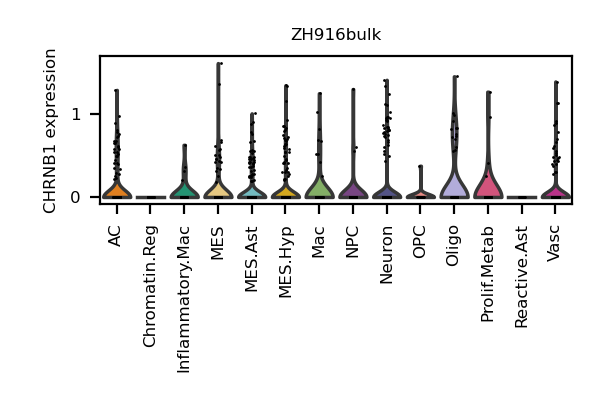 ZH916bulk
CHRNB1 expression
1
0
AC
Chromatin.Reg
Inflammatory.Mac
MES
MES.Ast
MES.Hyp
Mac
NPC
Neuron
OPC
Oligo
Prolif.Metab
Reactive.Ast
Vasc